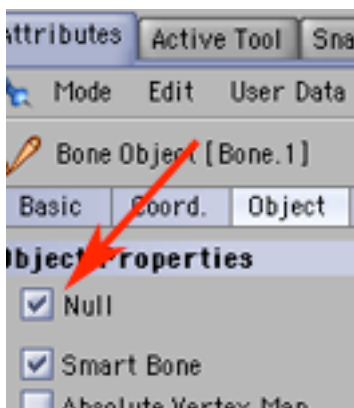 Attributes Active Tool Sna
Mode Edit User Data
Bone Object [Bone.1]
Basic Coord. Object
Object Properties
Null
Smart Bone
Absolute Vertex Map